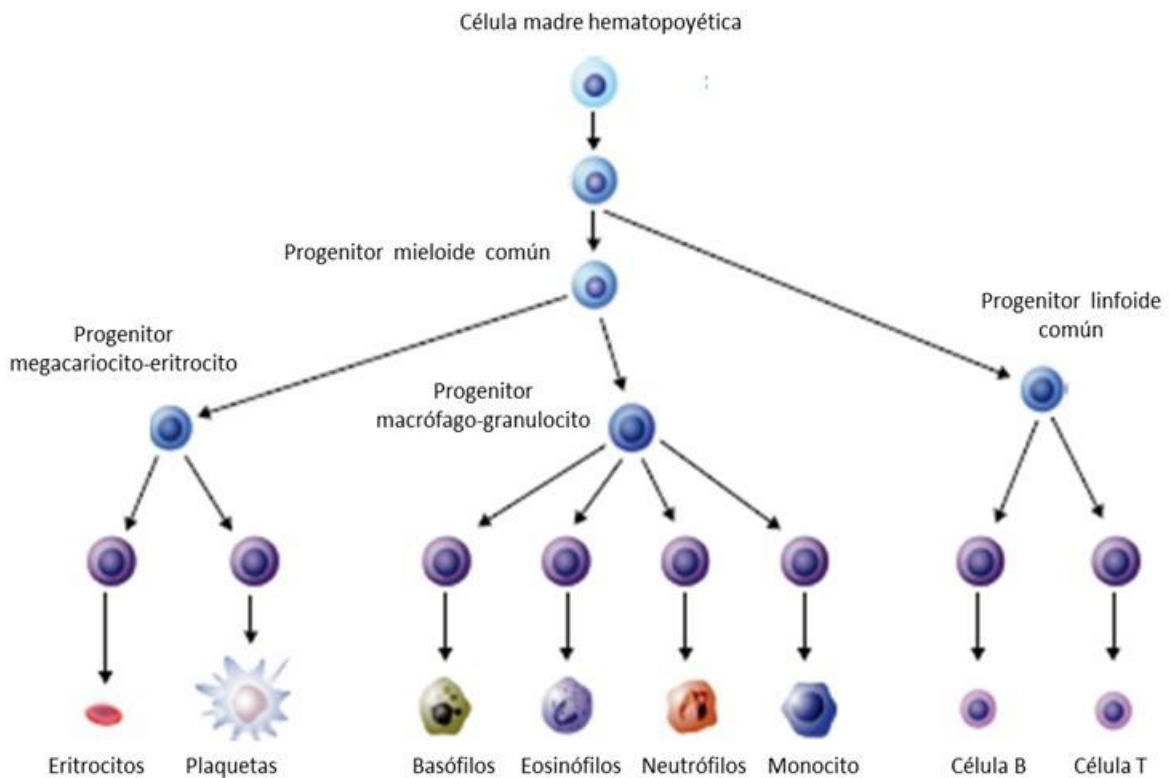 Célula madre hematopoyética
Progenitor mieloide común
Progenitor linfoide
común
Progenitor
megacariocito-eritrocito
Progenitor
macrófago-granulocito
Eritrocitos
Plaquetas
Basófilos
Eosinófilos
Neutrófilos
Monocito
Célula B
Célula T